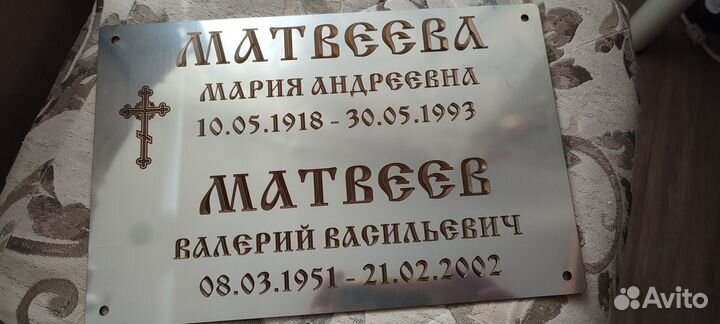 МАТВЕЕВА
МАРИЯ АНДРЕЕВНА
10.05.1918 - 30.05.1993
МАТВЕЕВ
ВАЛЕРИЙ ВАСИЛЬЕВИЧ
08.03.1951 - 21.02.2002
Avito